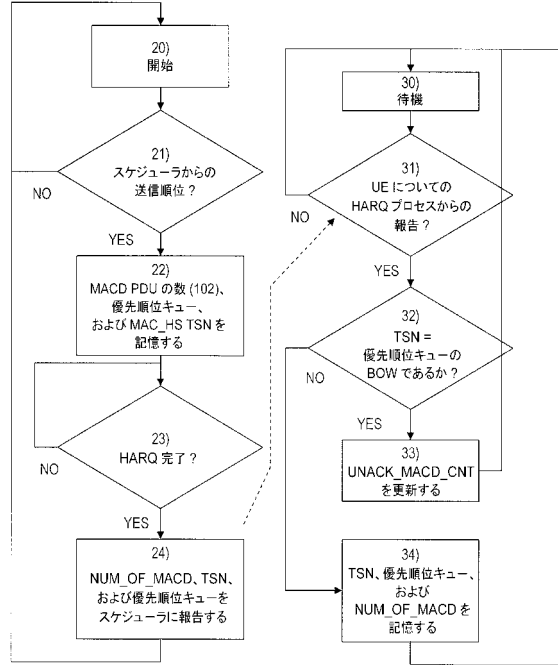 20)
開始
21)
スケジューラからの
送信順位？
NO
YES
22)
MACD PDU の数 (102)、
優先順位キュー、
および MAC_HS TSN を
記憶する
23)
HARQ 完了？
NO
YES
24)
NUM_OF_MACD、TSN、
および優先順位キューを
スケジューラに報告する
30)
待機
31)
UE についての
HARQ プロセスからの
報告？
NO
YES
32)
TSN =
優先順位キューの
BOW であるか？
NO
YES
33)
UNACK_MACD_CNT
を更新する
34)
TSN、優先順位キュー、
および
NUM_OF_MACD を
記憶する